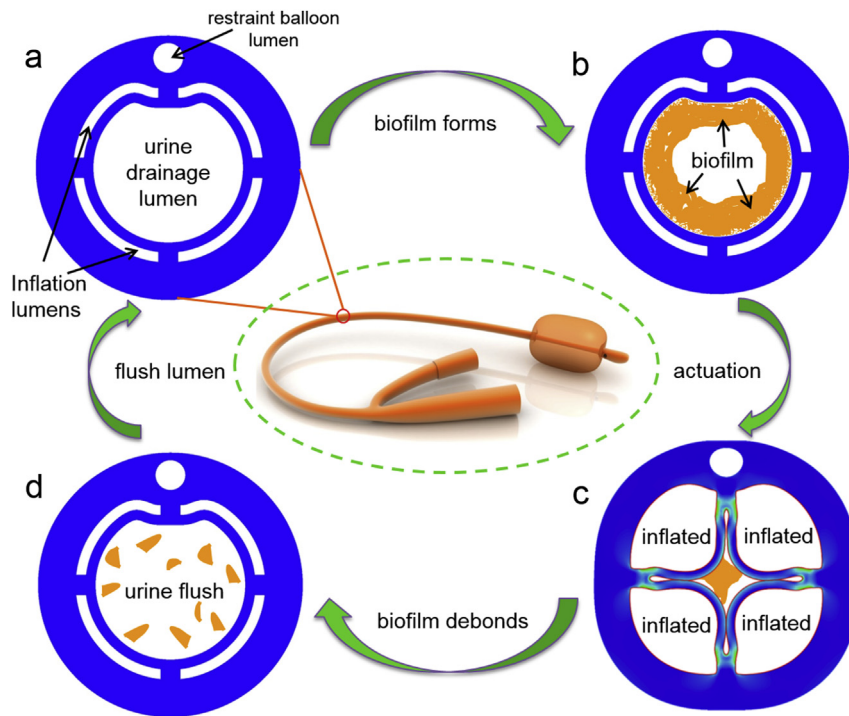 restraint balloon
lumen
a
urine
drainage
lumen
Inflation
lumens
biofilm forms
b
biofilm
actuation
c
inflated
inflated
inflated
inflated
biofilm debonds
d
urine flush
flush lumen